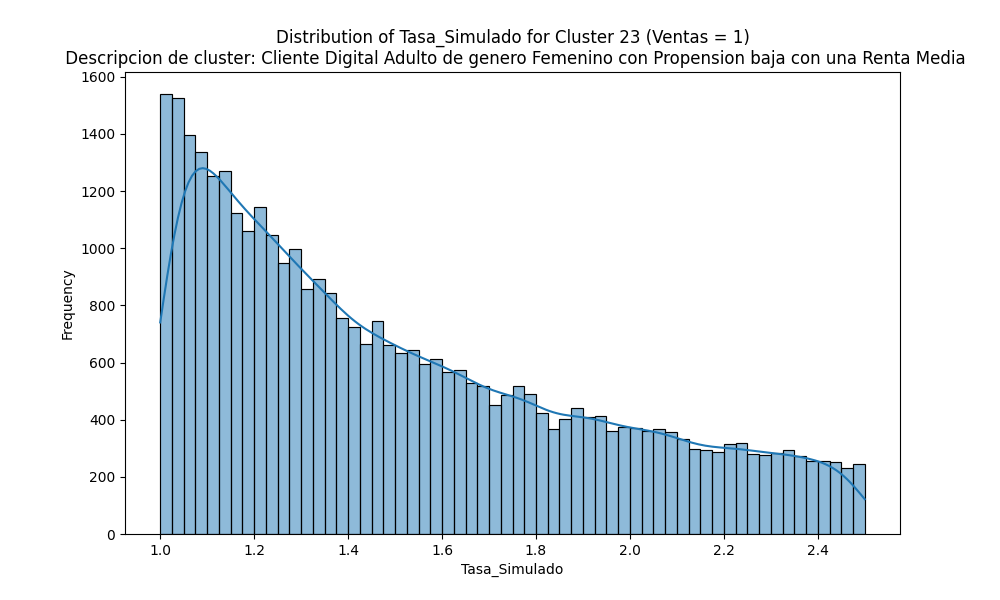 Distribution of Tasa_Simulado for Cluster 23 (Ventas = 1)
Descripcion de cluster: Cliente Digital Adulto de genero Femenino con Propension baja con una Renta Media
1600
1400
1200
1000
800
600
400
200
0
Frequency
1.0 1.2 1.4 1.6 1.8 2.0 2.2 2.4
Tasa_Simulado